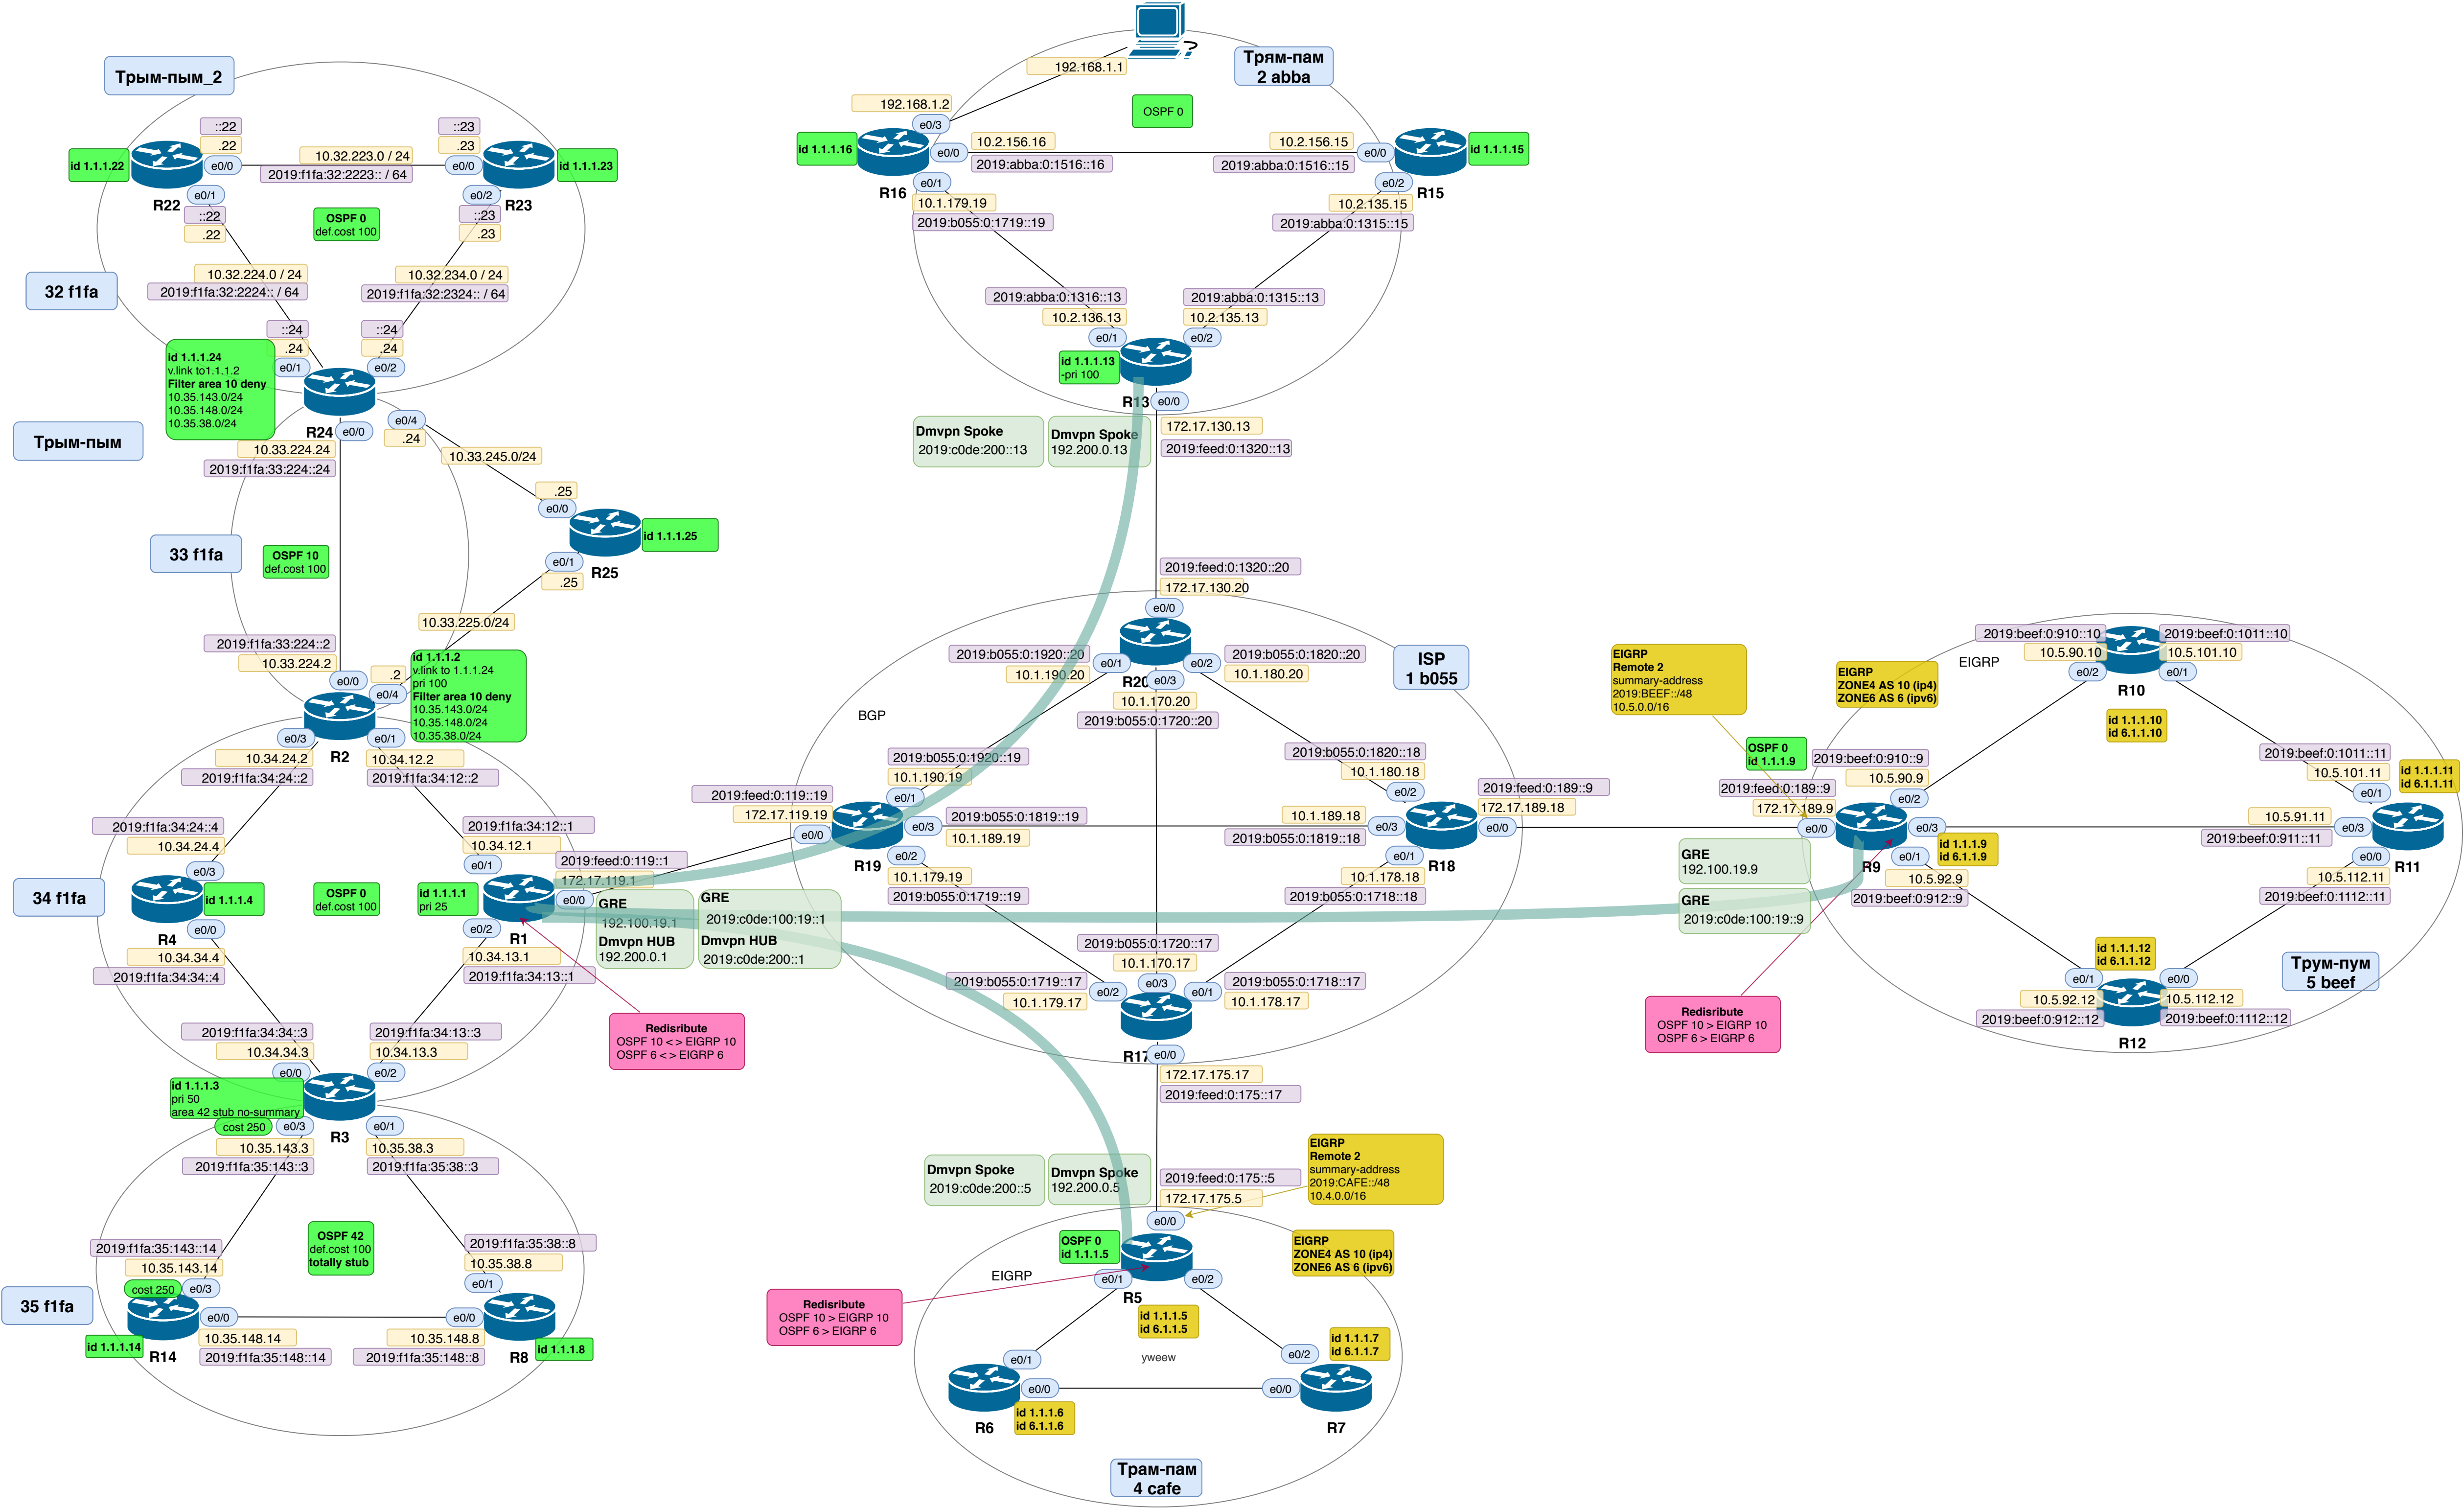 Трым-пым_2
::22
.22
::23
.23
id 1.1.1.22
e0/0
10.32.223.0 / 24
2019:f1fa:32:2223:: / 64
e0/0
id 1.1.1.23
e0/1
R22
::22
.22
OSPF 0
def.cost 100
e0/2
R23
::23
.23
32 f1fa
10.32.224.0 / 24
2019:f1fa:32:2224:: / 64
10.32.234.0 / 24
2019:f1fa:32:2324:: / 64
::24
.24
e0/1
::24
.24
e0/2
id 1.1.1.24
v.link to1.1.1.2
Filter area 10 deny
10.35.143.0/24
10.35.148.0/24
10.35.38.0/24
Трым-пым
R24
e0/0
e0/4
.24
10.33.224.24
2019:f1fa:33:224::24
10.33.245.0/24
.25
e0/0
id 1.1.1.25
R25
e0/1
.25
33 f1fa
OSPF 10
def.cost 100
10.33.225.0/24
2019:f1fa:33:224::2
10.33.224.2
e0/0
.2
e0/4
id 1.1.1.2
v.link to 1.1.1.24
pri 100
Filter area 10 deny
10.35.143.0/24
10.35.148.0/24
10.35.38.0/24
e0/3
R2
e0/1
10.34.24.2
2019:f1fa:34:24::2
10.34.12.2
2019:f1fa:34:12::2
2019:f1fa:34:24::4
10.34.24.4
e0/3
2019:f1fa:34:12::1
10.34.12.1
e0/1
34 f1fa
id 1.1.1.4
R4
OSPF 0
def.cost 100
id 1.1.1.1
pri 25
R1
e0/0
2019:feed:0:119::1
172.17.119.1
e0/0
10.34.34.4
2019:f1fa:34:34::4
e0/2
10.34.13.1
2019:f1fa:34:13::1
GRE
192.100.19.1
Dmvpn HUB
192.200.0.1
GRE
2019:c0de:100:19::1
Dmvpn HUB
2019:c0de:200::1
Redisribute
OSPF 10 < > EIGRP 10
OSPF 6 < > EIGRP 6
2019:f1fa:34:34::3
10.34.34.3
e0/0
2019:f1fa:34:13::3
10.34.13.3
e0/2
id 1.1.1.3
pri 50
area 42 stub no-summary
cost 250
e0/3
R3
e0/1
10.35.143.3
2019:f1fa:35:143::3
10.35.38.3
2019:f1fa:35:38::3
OSPF 42
def.cost 100
totally stub
2019:f1fa:35:143::14
10.35.143.14
cost 250
e0/3
2019:f1fa:35:38::8
10.35.38.8
e0/1
35 f1fa
e0/0
e0/0
id 1.1.1.14
R14
10.35.148.14
2019:f1fa:35:148::14
10.35.148.8
2019:f1fa:35:148::8
R8
id 1.1.1.8
192.168.1.1
Трям-пам
2 abba
192.168.1.2
e0/3
OSPF 0
id 1.1.1.16
R16
e0/0
10.2.156.16
2019:abba:0:1516::16
10.2.156.15
2019:abba:0:1516::15
e0/0
id 1.1.1.15
R15
e0/1
10.1.179.19
2019:b055:0:1719::19
e0/2
10.2.135.15
2019:abba:0:1315::15
2019:abba:0:1316::13
10.2.136.13
e0/1
2019:abba:0:1315::13
10.2.135.13
e0/2
id 1.1.1.13
-pri 100
R13
e0/0
Dmvpn Spoke
2019:c0de:200::13
Dmvpn Spoke
192.200.0.13
172.17.130.13
2019:feed:0:1320::13
2019:feed:0:1320::20
172.17.130.20
e0/0
ISP
1 b055
BGP
2019:b055:0:1920::20
10.1.190.20
e0/1
R20
e0/2
2019:b055:0:1820::20
10.1.180.20
e0/3
10.1.170.20
2019:b055:0:1720::20
2019:b055:0:1920::19
10.1.190.19
e0/1
2019:b055:0:1820::18
10.1.180.18
e0/2
2019:feed:0:119::19
172.17.119.19
e0/0
R19
e0/3
2019:b055:0:1819::19
10.1.189.19
10.1.189.18
2019:b055:0:1819::18
e0/3
R18
e0/0
2019:feed:0:189::9
172.17.189.18
e0/2
10.1.179.19
2019:b055:0:1719::19
e0/1
10.1.178.18
2019:b055:0:1718::18
2019:b055:0:1720::17
10.1.170.17
e0/3
2019:b055:0:1719::17
10.1.179.17
e0/2
e0/1
2019:b055:0:1718::17
10.1.178.17
R17
e0/0
172.17.175.17
2019:feed:0:175::17
Dmvpn Spoke
2019:c0de:200::5
Dmvpn Spoke
192.200.0.5
2019:feed:0:175::5
172.17.175.5
e0/0
EIGRP
Remote 2
summary-address
2019:CAFE::/48
10.4.0.0/16
OSPF 0
id 1.1.1.5
EIGRP
ZONE4 AS 10 (ip4)
ZONE6 AS 6 (ipv6)
EIGRP
e0/1
R5
e0/2
Redisribute
OSPF 10 > EIGRP 10
OSPF 6 > EIGRP 6
id 1.1.1.5
id 6.1.1.5
yweew
id 1.1.1.7
id 6.1.1.7
e0/1
e0/2
e0/0
e0/0
R6
id 1.1.1.6
id 6.1.1.6
R7
Трам-пам
4 cafe
EIGRP
Remote 2
summary-address
2019:BEEF::/48
10.5.0.0/16
EIGRP
ZONE4 AS 10 (ip4)
ZONE6 AS 6 (ipv6)
EIGRP
2019:beef:0:910::10
10.5.90.10
e0/2
R10
2019:beef:0:1011::10
10.5.101.10
e0/1
id 1.1.1.10
id 6.1.1.10
OSPF 0
id 1.1.1.9
2019:beef:0:910::9
10.5.90.9
e0/2
2019:feed:0:189::9
172.17.189.9
e0/0
R9
e0/3
2019:beef:0:1011::11
10.5.101.11
e0/1
id 1.1.1.11
id 6.1.1.11
10.5.91.11
2019:beef:0:911::11
e0/3
R11
GRE
192.100.19.9
GRE
2019:c0de:100:19::9
id 1.1.1.9
id 6.1.1.9
e0/1
10.5.92.9
2019:beef:0:912::9
e0/0
10.5.112.11
2019:beef:0:1112::11
id 1.1.1.12
id 6.1.1.12
e0/1
10.5.92.12
2019:beef:0:912::12
R12
e0/0
10.5.112.12
2019:beef:0:1112::12
Трум-пум
5 beef
Redisribute
OSPF 10 > EIGRP 10
OSPF 6 > EIGRP 6